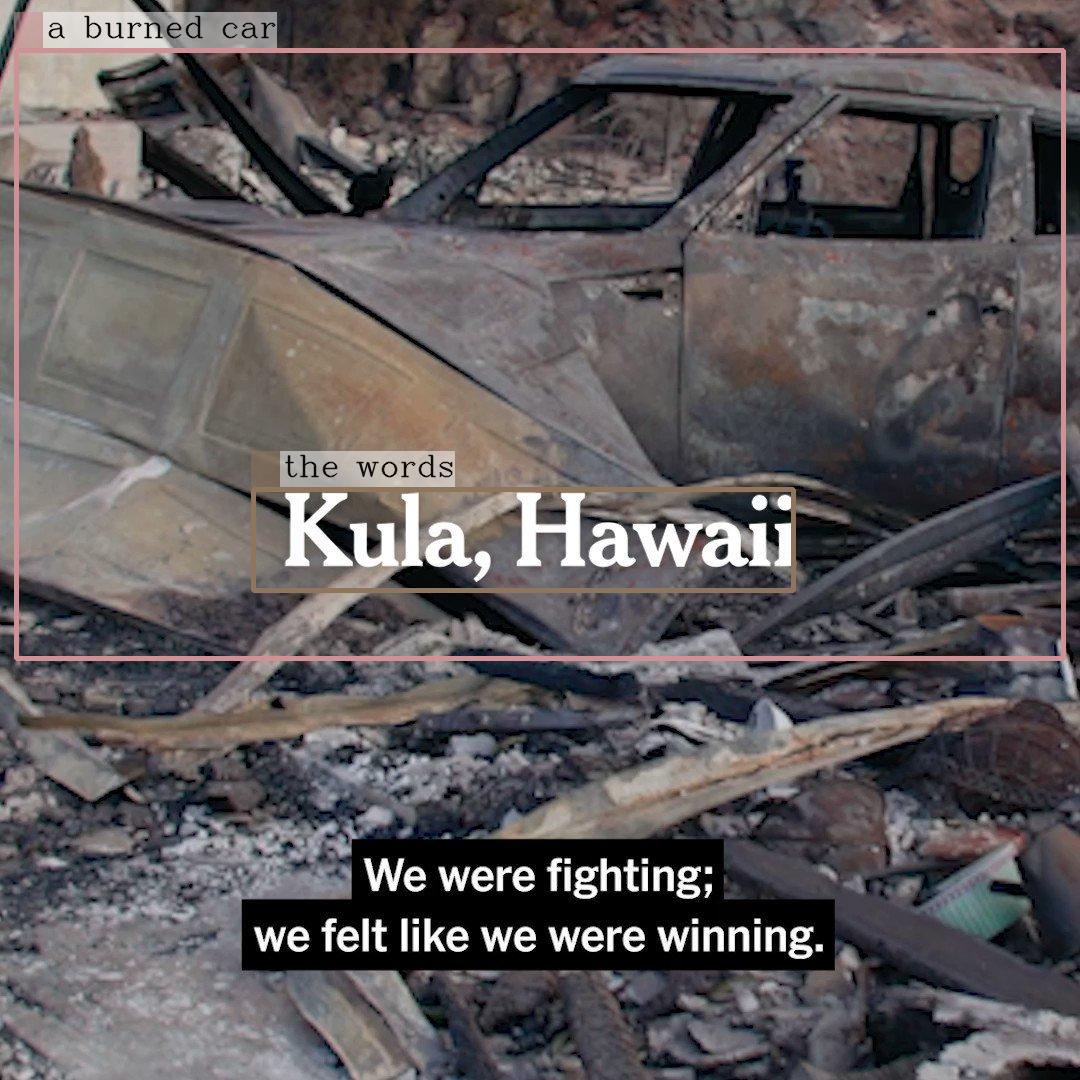 a burned car
the words
Kula, Hawaii
We were fighting;
we felt like we were winning.